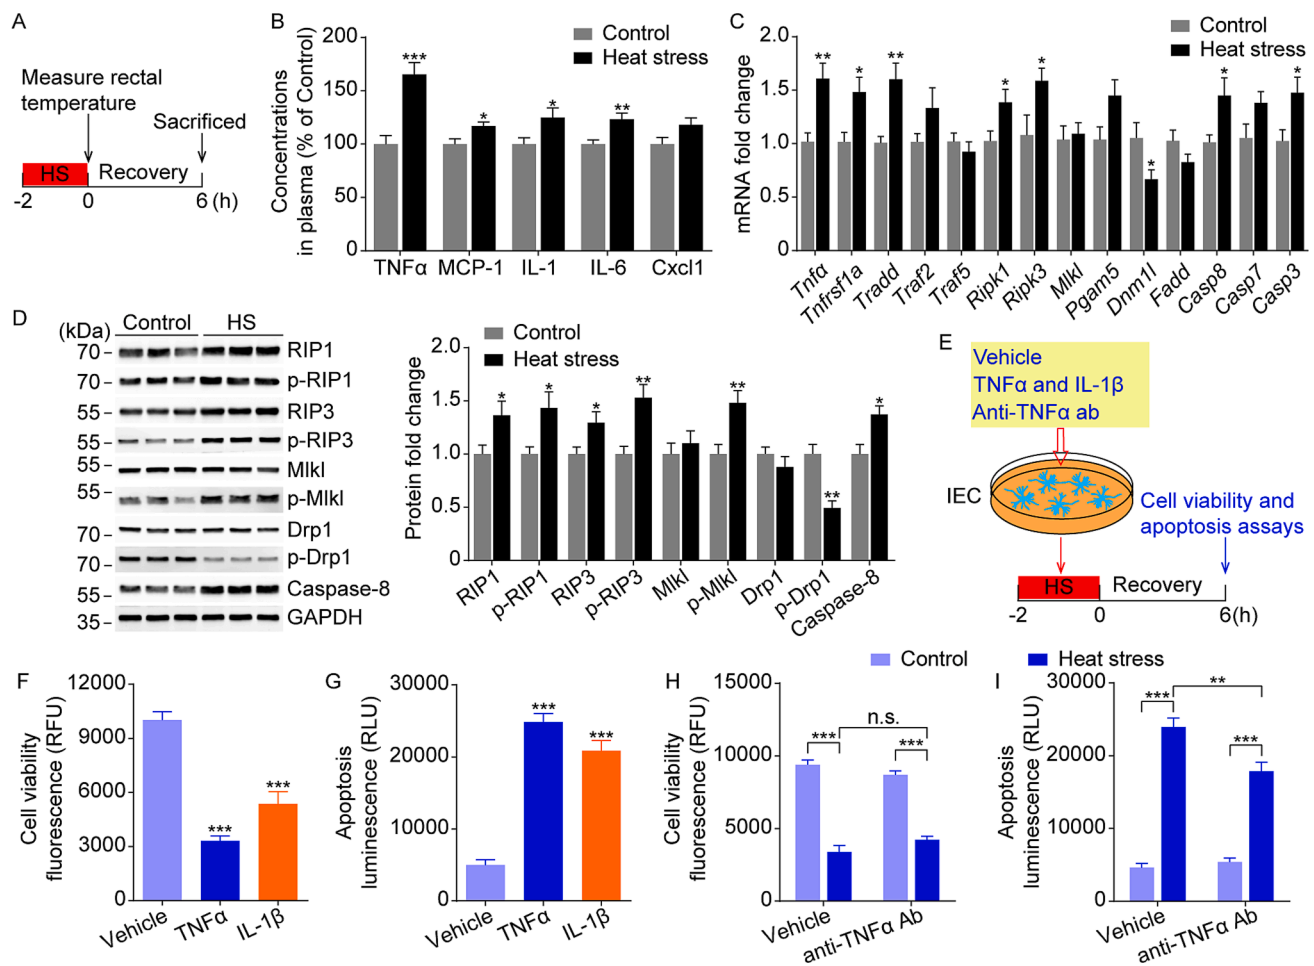 A
Measure rectal
temperature
Sacrificed
HS
Recovery
-2
0
6 (h)
B
Control
Heat stress
Concentrations
in plasma (% of Control)
200
150
100
50
0
***
*
*
**
TNFα
MCP-1
IL-1
IL-6
Cxcl1
C
Control
Heat stress
mRNA fold change
2.0
1.5
1.0
0.5
0
**
*
**
*
*
*
*
*
Tnfα
Tnfrsf1a
Tradd
Traf2
Traf5
Ripk1
Ripk3
Mlkl
Pgam5
Dnm1l
Fadd
Casp8
Casp7
Casp3
D
(kDa)
Control
HS
70
RIP1
70
p-RIP1
55
RIP3
55
p-RIP3
55
Mlkl
55
p-Mlkl
70
Drp1
70
p-Drp1
55
Caspase-8
35
GAPDH
Control
Heat stress
Protein fold change
2.0
1.5
1.0
0.5
0
*
*
*
**
**
**
*
RIP1
p-RIP1
RIP3
p-RIP3
Mlkl
p-Mlkl
Drp1
p-Drp1
Caspase-8
E
Vehicle
TNFα and IL-1β
Anti-TNFα ab
IEC
Cell viability and
apoptosis assays
HS
Recovery
-2
0
6(h)
Control
Heat stress
F
Cell viability
fluorescence (RFU)
12000
9000
6000
3000
0
***
***
Vehicle
TNFα
IL-1β
G
Apoptosis
luminescence (RLU)
30000
20000
10000
0
***
***
Vehicle
TNFα
IL-1β
H
Cell viability
fluorescence (RFU)
15000
10000
5000
0
***
n.s.
***
Vehicle
anti-TNFα Ab
I
Apoptosis
luminescence (RLU)
30000
20000
10000
0
***
**
***
Vehicle
anti-TNFα Ab